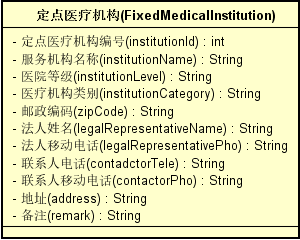 定点医疗机构(FixedMedicalInstitution)
- 定点医疗机构编号(institutionId) : int
- 服务机构名称(institutionName) : String
- 医院等级(institutionLevel) : String
- 医疗机构类别(institutionCategory) : String
- 邮政编码(zipCode) : String
- 法人姓名(legalRepresentativeName) : String
- 法人移动电话(legalRepresentativePho) : String
- 联系人电话(contadctorTele) : String
- 联系人移动电话(contactorPho) : String
- 地址(address) : String
- 备注(remark) : String